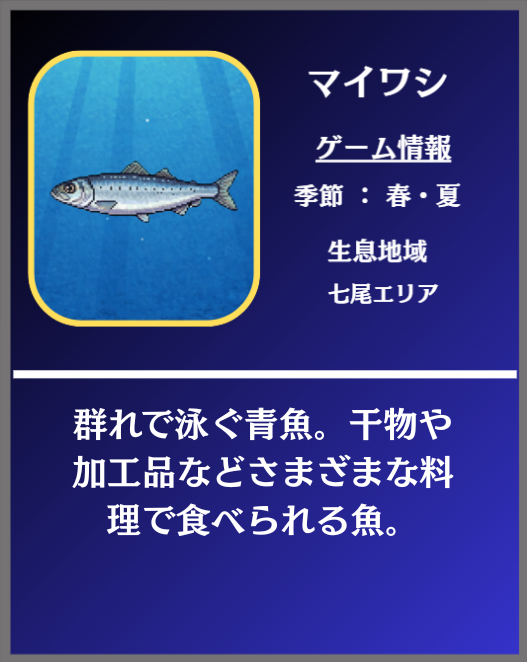 マイワシ
ゲーム情報
季節 ： 春・夏
生息地域
七尾エリア
群れで泳ぐ青魚。干物や
加工品などさまざまな料
理で食べられる魚。